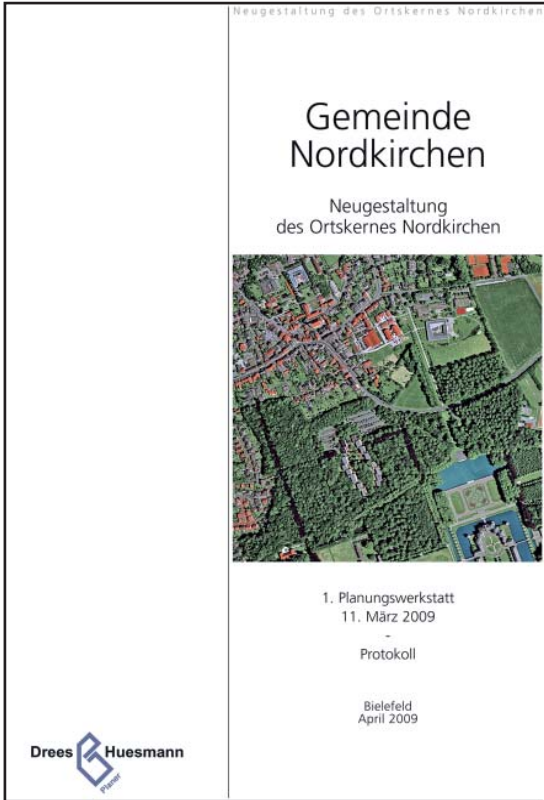 Neugestaltung des Ortskernes Nordkirchen
Gemeinde
Nordkirchen
Neugestaltung
des Ortskernes Nordkirchen
1. Planungswerkstatt
11. März 2009
-
Protokoll
Bielefeld
April 2009
Drees Huesmann
Planer